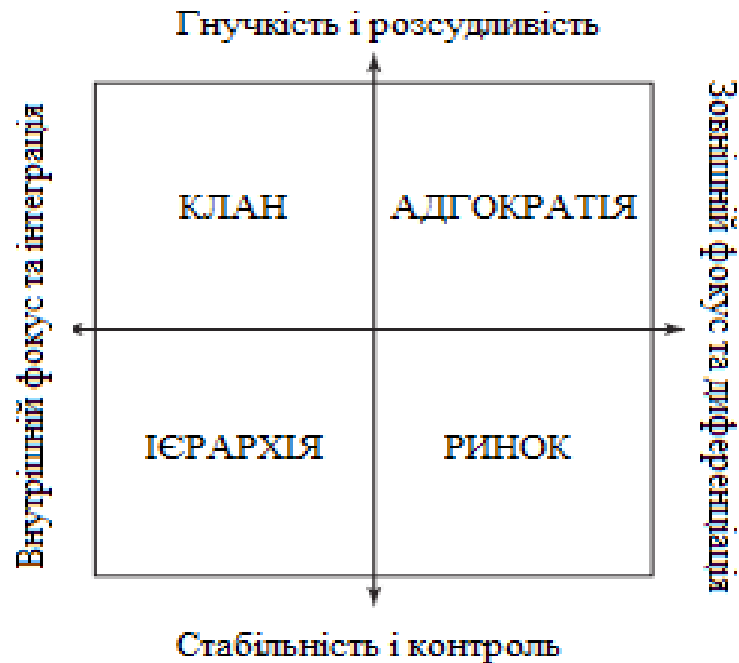 Гнучкість і розсудливість
Внутрішній фокус та інтеграція
КЛАН
АДГОКРАТІЯ
Зовнішній фокус та диференціація
ІЄРАРХІЯ
РИНОК
Стабільність і контроль